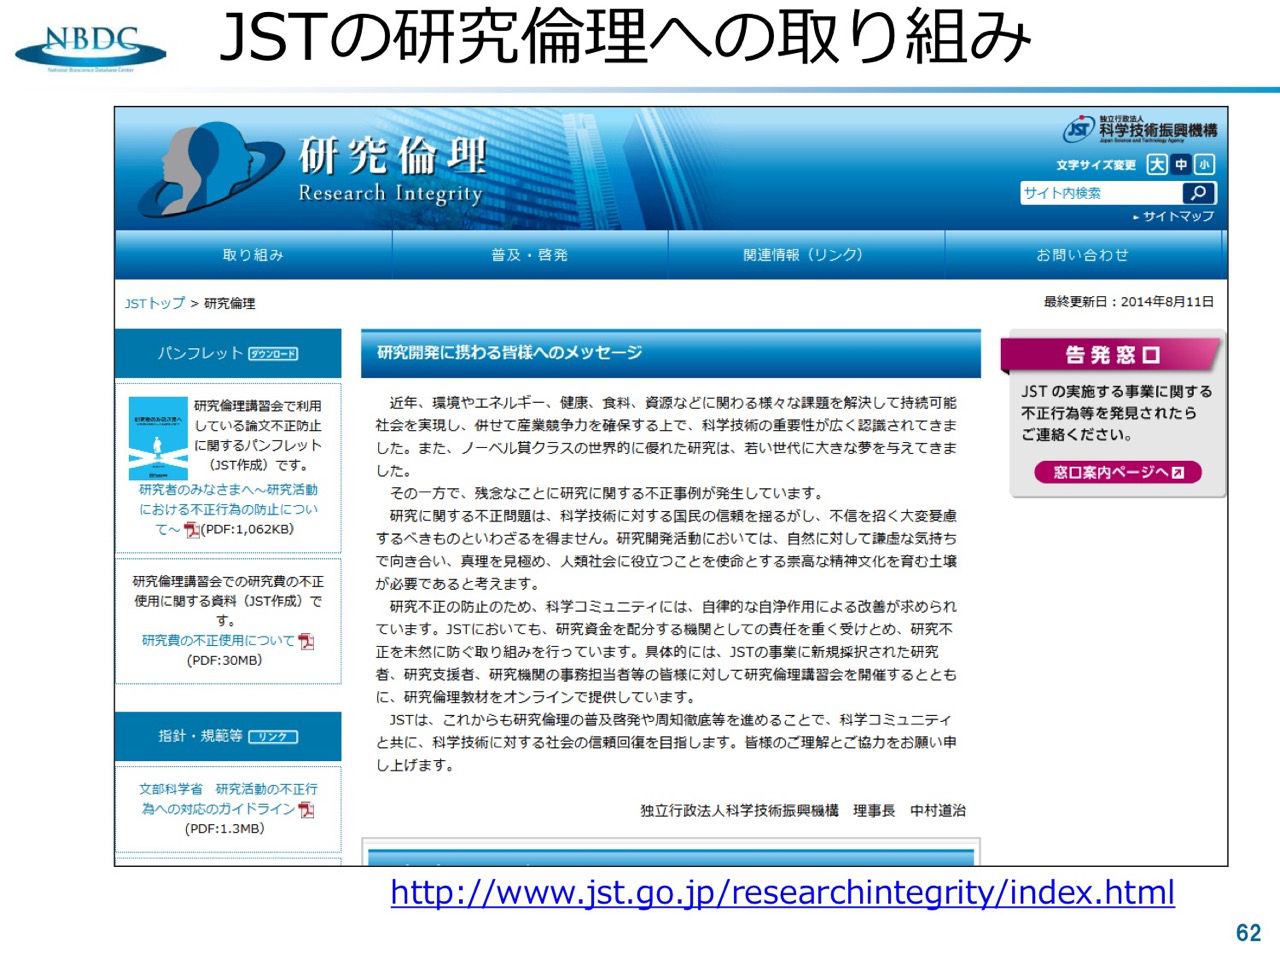 NBDC
National Bioscience Database Center
JSTの研究倫理への取り組み
研究倫理
Research Integrity
独立行政法人
科学技術振興機構
Japan Science and Technology Agency
JST
文字サイズ変更 大 中 小
サイト内検索
サイトマップ
取り組み
普及・啓発
関連情報（リンク）
お問い合わせ
JSTトップ > 研究倫理
最終更新日：2014年8月11日
パンフレット ダウンロード
研究倫理講習会で利用
している論文不正防止
に関するパンフレット
（JST作成）です。
研究者のみなさまへ～研究活動
における不正行為の防止につい
て～ (PDF:1,062KB)
研究倫理講習会での研究費の不正
使用に関する資料（JST作成）で
す。
研究費の不正使用について
(PDF:30MB)
指針・規範等 リンク
文部科学省　研究活動の不正行
為への対応のガイドライン
(PDF:1.3MB)
研究開発に携わる皆様へのメッセージ
近年、環境やエネルギー、健康、食料、資源などに関わる様々な課題を解決して持続可能
社会を実現し、併せて産業競争力を確保する上で、科学技術の重要性が広く認識されてきま
した。また、ノーベル賞クラスの世界的に優れた研究は、若い世代に大きな夢を与えてきま
した。
その一方で、残念なことに研究に関する不正事例が発生しています。
研究に関する不正問題は、科学技術に対する国民の信頼を揺るがし、不信を招く大変憂慮
するべきものといわざるを得ません。研究開発活動においては、自然に対して謙虚な気持ち
で向き合い、真理を見極め、人類社会に役立つことを使命とする崇高な精神文化を育む土壌
が必要であると考えます。
研究不正の防止のため、科学コミュニティには、自律的な自浄作用による改善が求められ
ています。JSTにおいても、研究資金を配分する機関としての責任を重く受けとめ、研究不
正を未然に防ぐ取り組みを行っています。具体的には、JSTの事業に新規採択された研究
者、研究支援者、研究機関の事務担当者等の皆様に対して研究倫理講習会を開催するととも
に、研究倫理教材をオンラインで提供しています。
JSTは、これからも研究倫理の普及啓発や周知徹底等を進めることで、科学コミュニティ
と共に、科学技術に対する社会の信頼回復を目指します。皆様のご理解とご協力をお願い申
し上げます。
独立行政法人科学技術振興機構　理事長　中村道治
告発窓口
JSTの実施する事業に関する
不正行為等を発見されたら
ご連絡ください。
窓口案内ページへ
http://www.jst.go.jp/researchintegrity/index.html
62